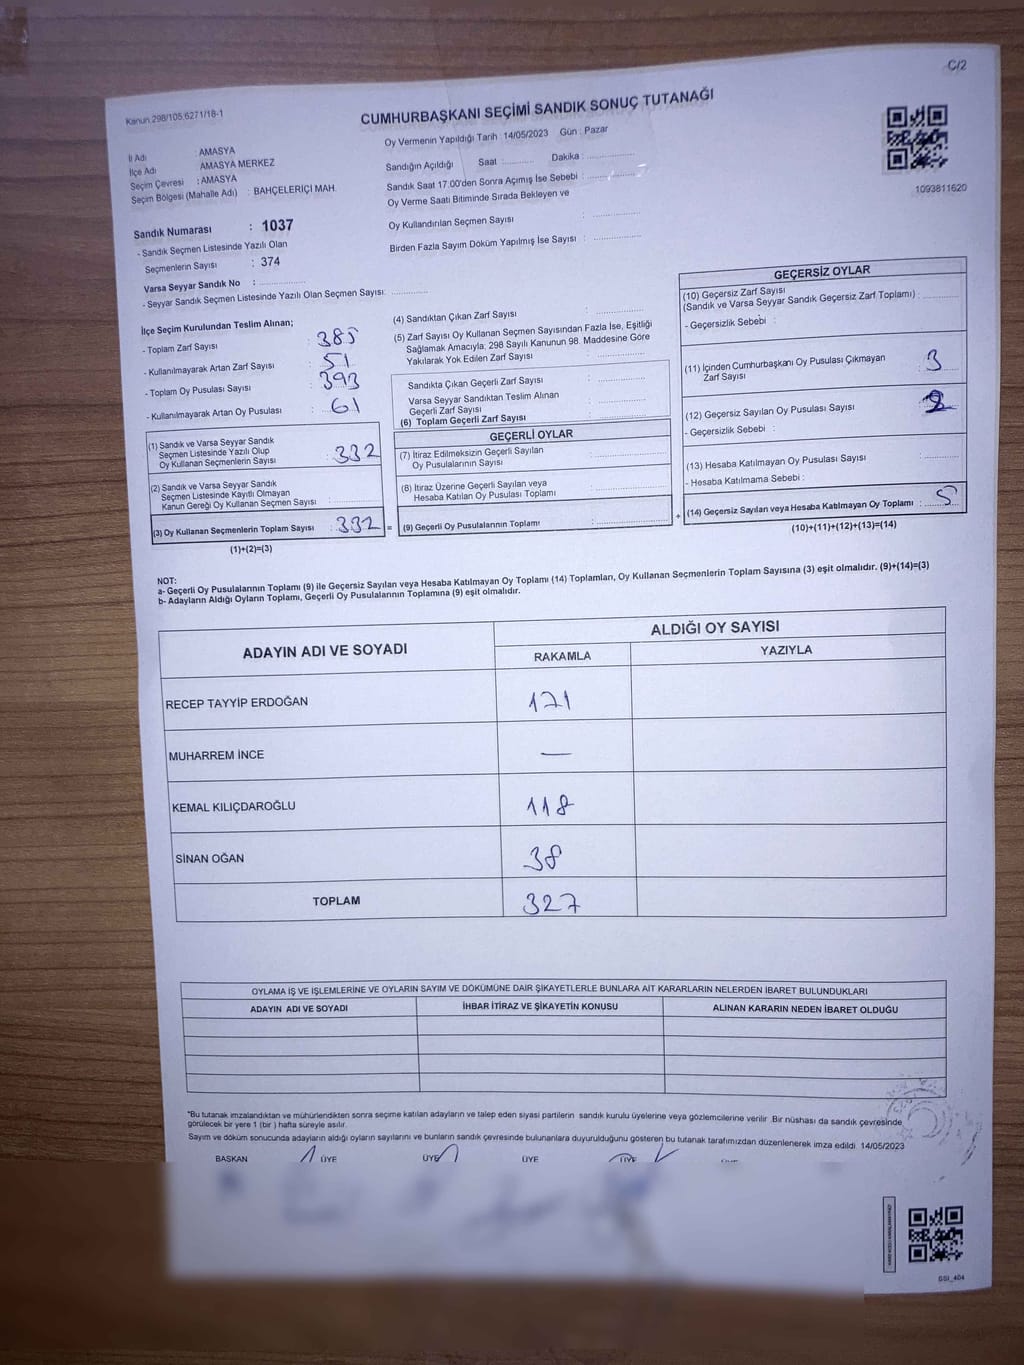 C/2
Kanun:298/105.6271/18-1
CUMHURBAŞKANI SEÇİMİ SANDIK SONUÇ TUTANAĞI
İl Adı : AMASYA
İlçe Adı AMASYA MERKEZ
Seçim Çevresi : AMASYA
Seçim Bölgesi (Mahalle Adı) : BAHÇELERİÇİ MAH.
Oy Vermenin Yapıldığı Tarih : 14/05/2023 Gün : Pazar
Sandığın Açıldığı Saat Dakika :
Sandık Saat 17:00'den Sonra Açımış İse Sebebi :
Oy Verme Saati Bitiminde Sırada Bekleyen ve
Oy Kullandırılan Seçmen Sayısı :
Birden Fazla Sayım Döküm Yapılmış İse Sayısı :
1093811620
Sandık Numarası : 1037
- Sandık Seçmen Listesinde Yazılı Olan
Seçmenlerin Sayısı : 374
Varsa Seyyar Sandık No :
- Seyyar Sandık Seçmen Listesinde Yazılı Olan Seçmen Sayısı:
İlçe Seçim Kurulundan Teslim Alınan;
- Toplam Zarf Sayısı : 385
- Kullanılmayarak Artan Zarf Sayısı : 51
- Toplam Oy Pusulası Sayısı : 393
- Kullanılmayarak Artan Oy Pusulası : 61
(1) Sandık ve Varsa Seyyar Sandık
Seçmen Listesinde Yazılı Olup
Oy Kullanan Seçmenlerin Sayısı : 332
(2) Sandık ve Varsa Seyyar Sandık
Seçmen Listesinde Kayıtlı Olmayan
Kanun Gereği Oy Kullanan Seçmen Sayısı :
(3) Oy Kullanan Seçmenlerin Toplam Sayısı : 332
(1)+(2)=(3)
(4) Sandıktan Çıkan Zarf Sayısı :
(5) Zarf Sayısı Oy Kullanan Seçmen Sayısından Fazla İse, Eşitliği
Sağlamak Amacıyla; 298 Sayılı Kanunun 98. Maddesine Göre
Yakılarak Yok Edilen Zarf Sayısı :
Sandıkta Çıkan Geçerli Zarf Sayısı :
Varsa Seyyar Sandıktan Teslim Alınan
Geçerli Zarf Sayısı :
(6) Toplam Geçerli Zarf Sayısı :
GEÇERLİ OYLAR
(7) İtiraz Edilmeksizin Geçerli Sayılan
Oy Pusulalarının Sayısı :
(8) İtiraz Üzerine Geçerli Sayılan veya
Hesaba Katılan Oy Pusulası Toplamı :
= (9) Geçerli Oy Pusulalarının Toplamı : +
GEÇERSİZ OYLAR
(10) Geçersiz Zarf Sayısı
(Sandık ve Varsa Seyyar Sandık Geçersiz Zarf Toplamı) :
- Geçersizlik Sebebi :
(11) İçinden Cumhurbaşkanı Oy Pusulası Çıkmayan
Zarf Sayısı : 3
(12) Geçersiz Sayılan Oy Pusulası Sayısı : 2
- Geçersizlik Sebebi :
(13) Hesaba Katılmayan Oy Pusulası Sayısı :
- Hesaba Katılmama Sebebi :
(14) Geçersiz Sayılan veya Hesaba Katılmayan Oy Toplamı : 5
(10)+(11)+(12)+(13)=(14)
NOT:
a- Geçerli Oy Pusulalarının Toplamı (9) ile Geçersiz Sayılan veya Hesaba Katılmayan Oy Toplamı (14) Toplamları, Oy Kullanan Seçmenlerin Toplam Sayısına (3) eşit olmalıdır. (9)+(14)=(3)
b- Adayların Aldığı Oyların Toplamı, Geçerli Oy Pusulalarının Toplamına (9) eşit olmalıdır.
ADAYIN ADI VE SOYADI
ALDIĞI OY SAYISI
RAKAMLA YAZIYLA
RECEP TAYYİP ERDOĞAN 171
MUHARREM İNCE —
KEMAL KILIÇDAROĞLU 118
SİNAN OĞAN 38
TOPLAM 327
OYLAMA İŞ VE İŞLEMLERİNE VE OYLARIN SAYIM VE DÖKÜMÜNE DAİR ŞİKAYETLERLE BUNLARA AİT KARARLARIN NELERDEN İBARET BULUNDUKLARI
ADAYIN ADI VE SOYADI İHBAR İTİRAZ VE ŞİKAYETİN KONUSU ALINAN KARARIN NEDEN İBARET OLDUĞU
*Bu tutanak imzalandıktan ve mühürlendikten sonra seçime katılan adayların ve talep eden siyasi partilerin sandık kurulu üyelerine veya gözlemcilerine verilir. Bir nüshası da sandık çevresinde
görülecek bir yere 1 (bir ) hafta süreyle asılır.
Sayım ve döküm sonucunda adayların aldığı oyların sayılarını ve bunların sandık çevresinde bulunanlara duyurulduğunu gösteren bu tutanak tarafımızdan düzenlenerek imza edildi. 14/05/2023
BAŞKAN ÜYE ÜYE ÜYE ÜYE
GSI_404